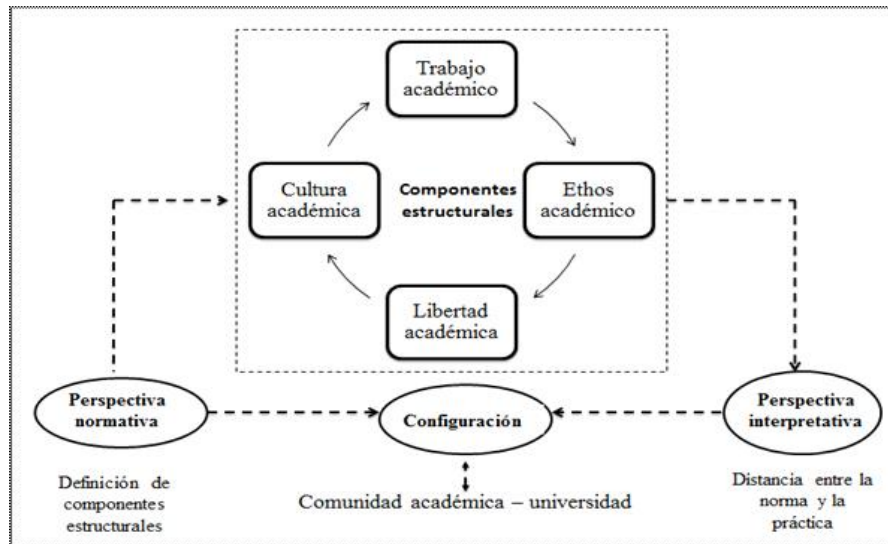 Trabajo
académico
Cultura
académica
Componentes
estructurales
Ethos
académico
Libertad
académica
Perspectiva
normativa
Configuración
Perspectiva
interpretativa
Definición de
componentes
estructurales
Comunidad académica – universidad
Distancia entre la
norma y la
práctica